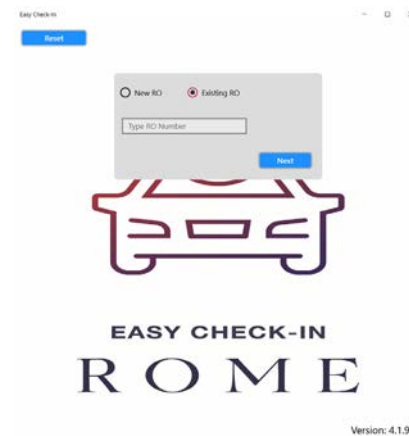 Easy Check-In
Reset
New RO Existing RO
Type RO Number
Next
EASY CHECK-IN
ROME
Version: 4.1.9